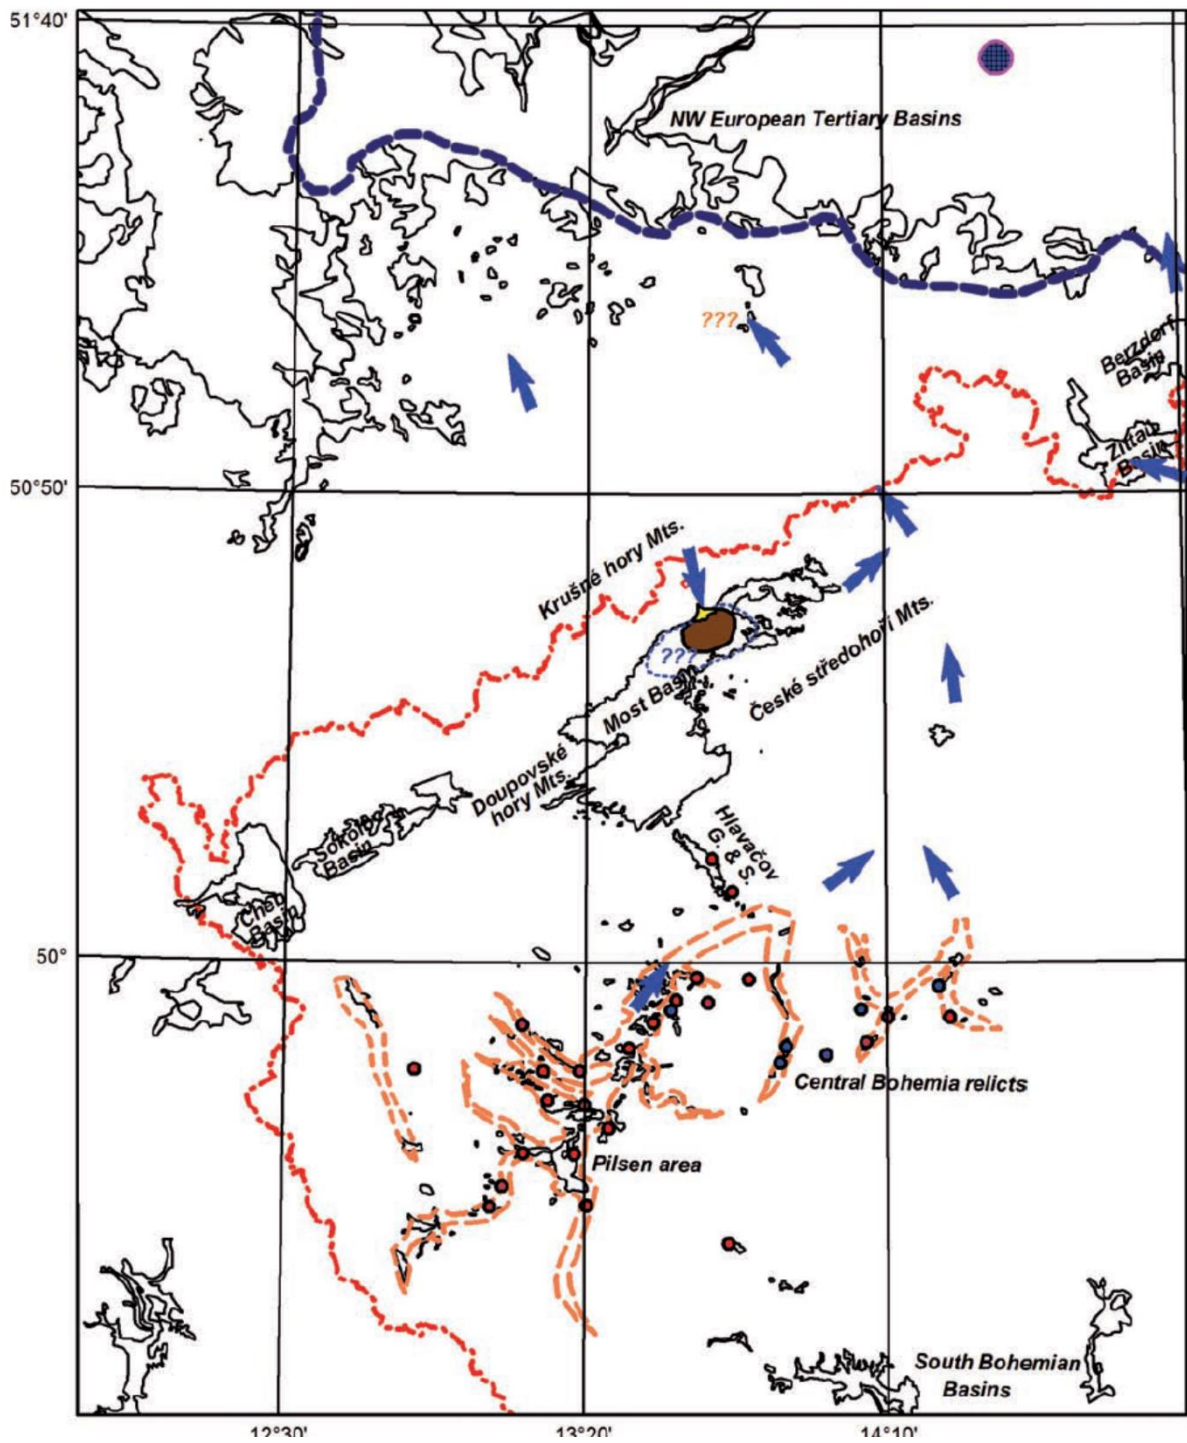 51°40'
NW European Tertiary Basins
???
Berzdorf
Basin
Zittau
Basin
50°50'
Krušné hory Mts.
???
Most Basin
České středohoří Mts.
Doupovské
hory Mts.
Sokolov
Basin
Hlavačov
G. & S.
Cheb
Basin
50°
Central Bohemia relicts
Pilsen area
South Bohemian
Basins
12°30'
13°20'
14°10'